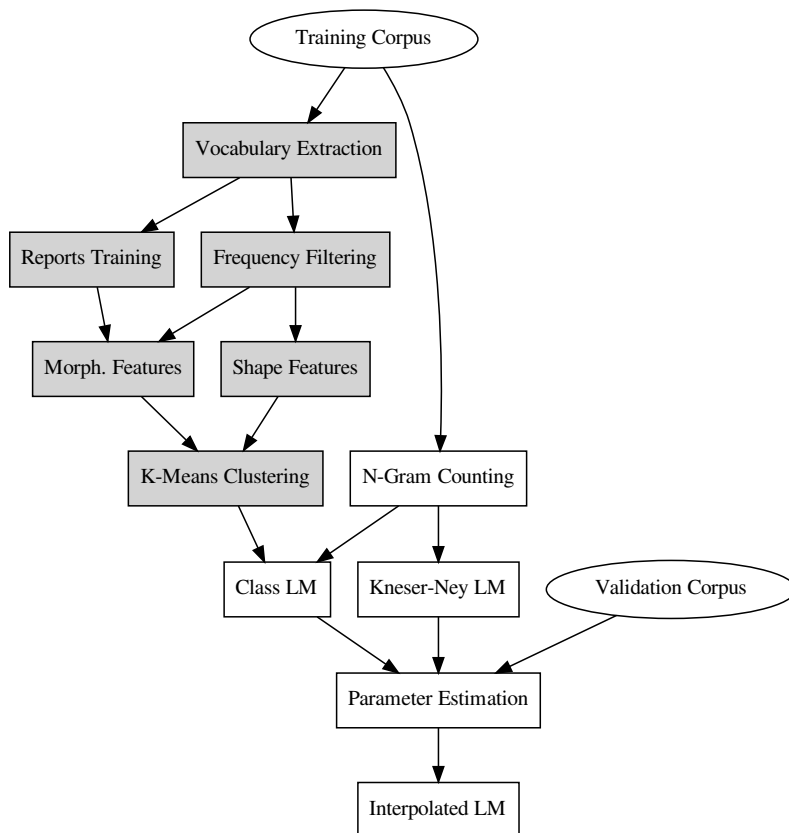 Training Corpus
Vocabulary Extraction
Reports Training
Frequency Filtering
Morph. Features
Shape Features
K-Means Clustering
N-Gram Counting
Class LM
Kneser-Ney LM
Validation Corpus
Parameter Estimation
Interpolated LM